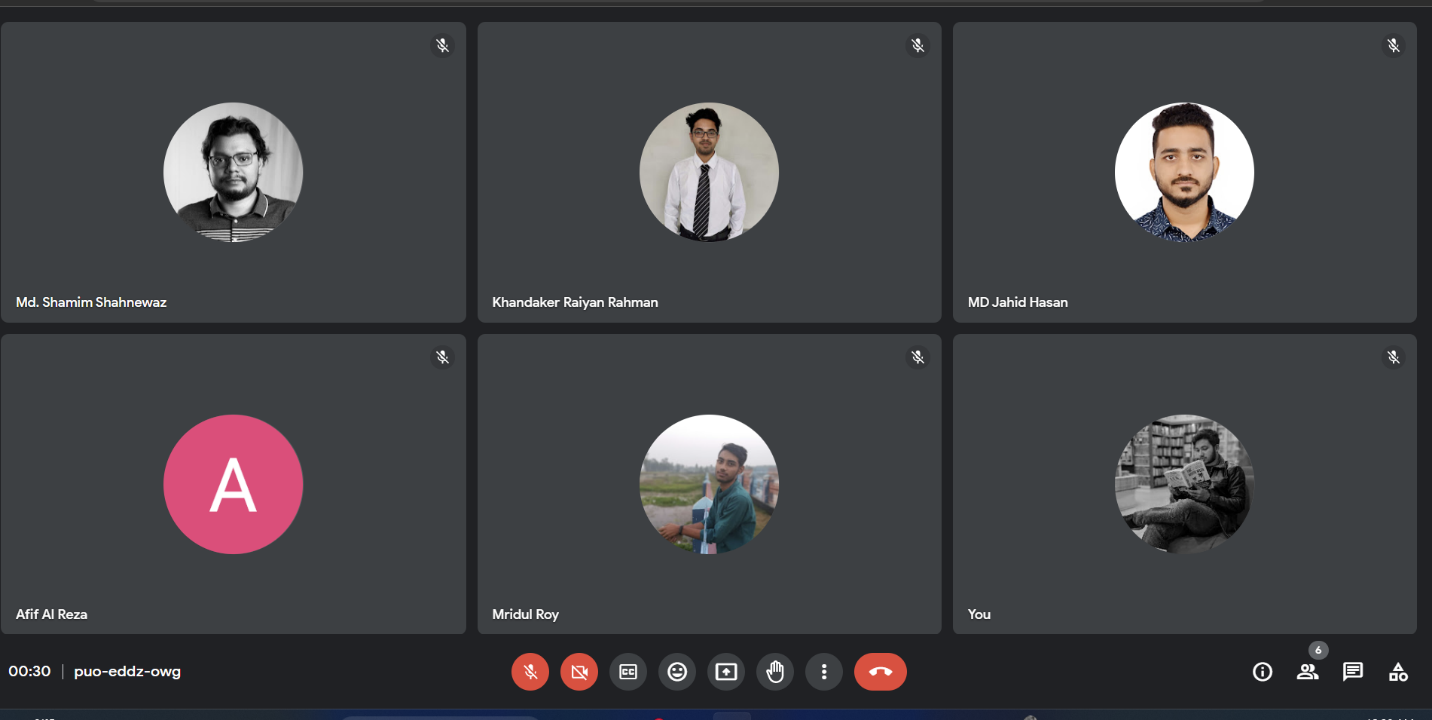 Md. Shamim Shahnewaz
Khandaker Raiyan Rahman
MD Jahid Hasan
A
Afif Al Reza
Mridul Roy
You
00:30 | puo-eddz-owg
CC
6